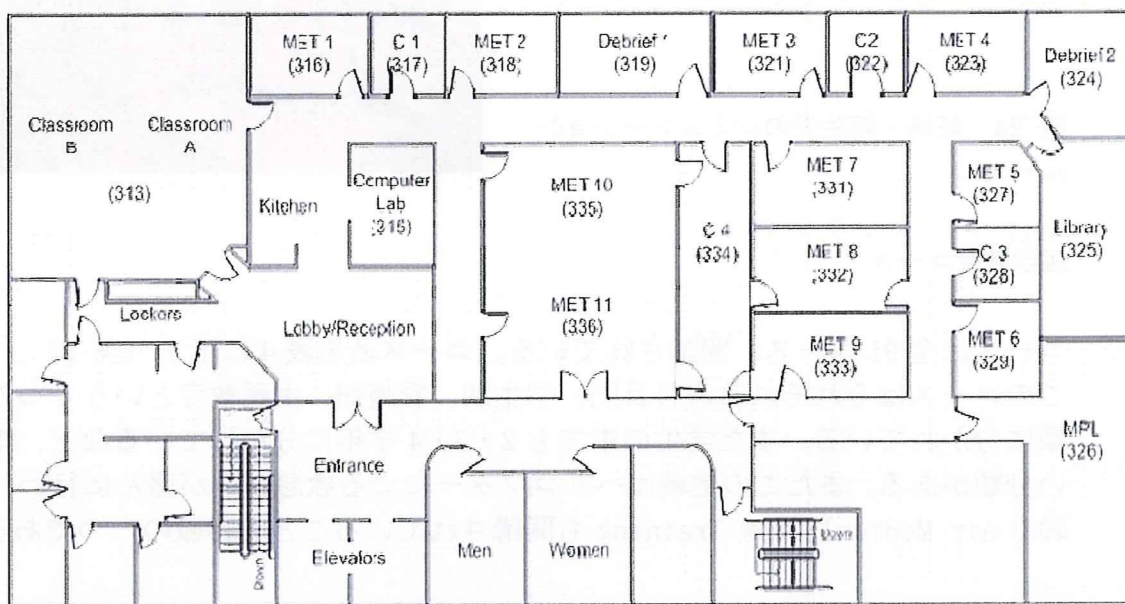 MET 1
(316)
C 1
(317)
MET 2
(318)
Debrief 1
(319)
MET 3
(321)
C2
(322)
MET 4
(323)
Debrief 2
(324)
Classroom
B
Classroom
A
(313)
Kitchen
Computer
Lab
(315)
MET 10
(335)
MET 11
(336)
C 4
(334)
MET 7
(331)
MET 8
(332)
MET 9
(333)
MET 5
(327)
C 3
(328)
MET 6
(329)
Library
(325)
MPL
(326)
Lockers
Lobby/Reception
Entrance
Elevators
Men
Women
Down
Down